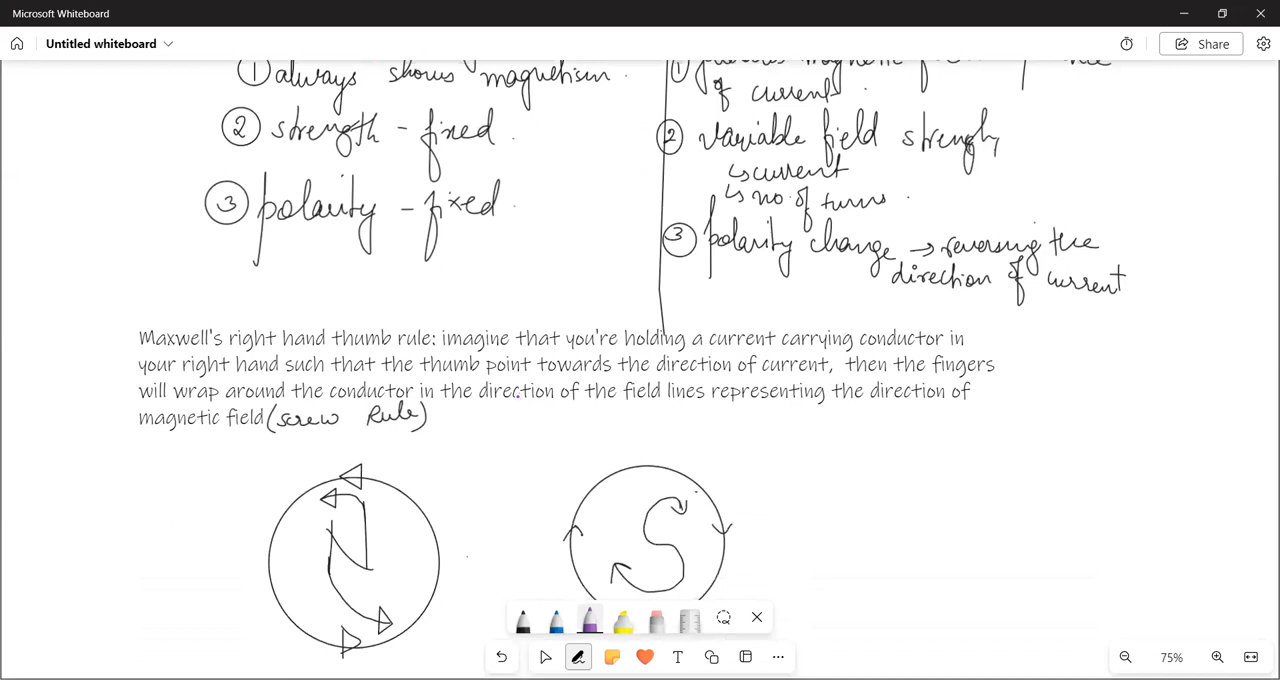 Microsoft Whiteboard
Untitled whiteboard
Share
① always shows magnetism.
② strength - fixed.
③ polarity - fixed.
①
of current.
② variable field strength
↳ current
↳ no. of turns.
③ polarity change → reversing the
direction of current
Maxwell's right hand thumb rule: imagine that you're holding a current carrying conductor in
your right hand such that the thumb point towards the direction of current, then the fingers
will wrap around the conductor in the direction of the field lines representing the direction of
magnetic field (screw Rule)
N
S
75%